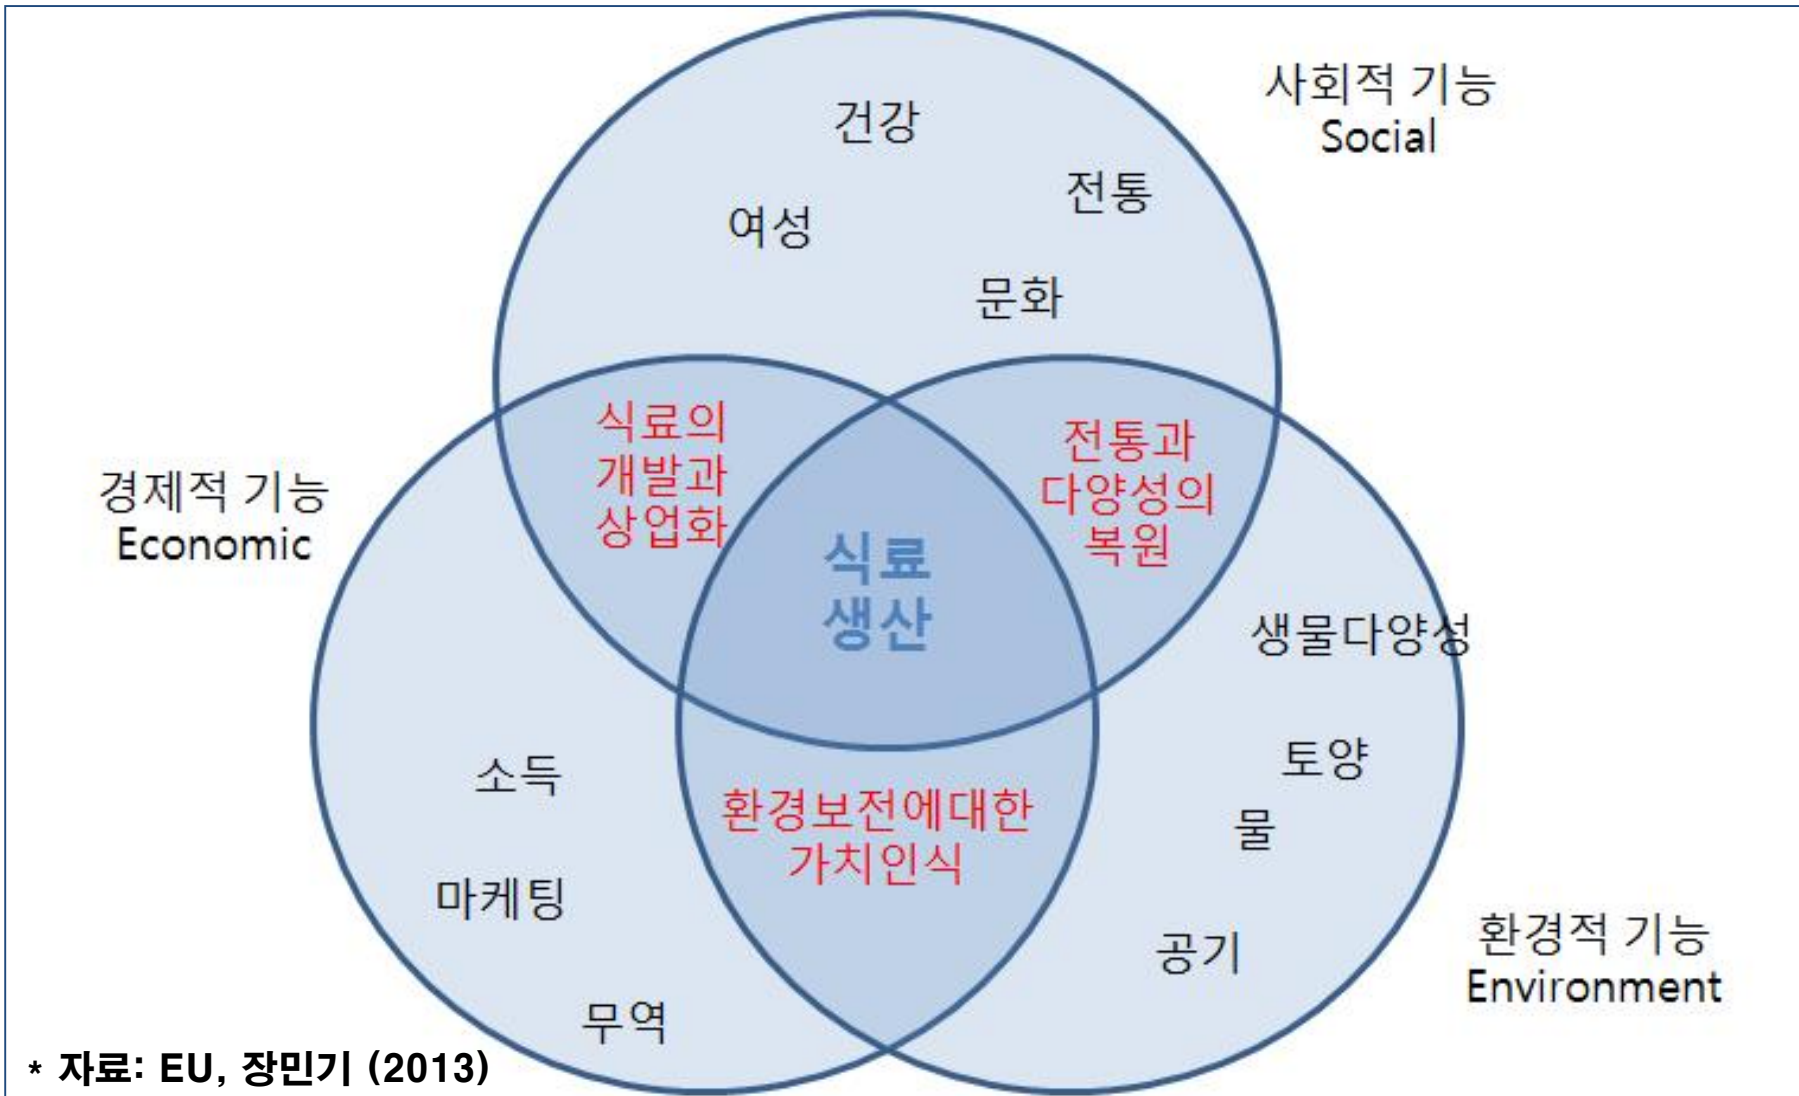 사회적 기능
Social
건강
전통
여성
문화
경제적 기능
Economic
식료의
개발과
상업화
전통과
다양성의
복원
식료
생산
생물다양성
소득
토양
물
환경보전에대한
가치인식
마케팅
공기
환경적 기능
Environment
무역
* 자료: EU, 장민기 (2013)